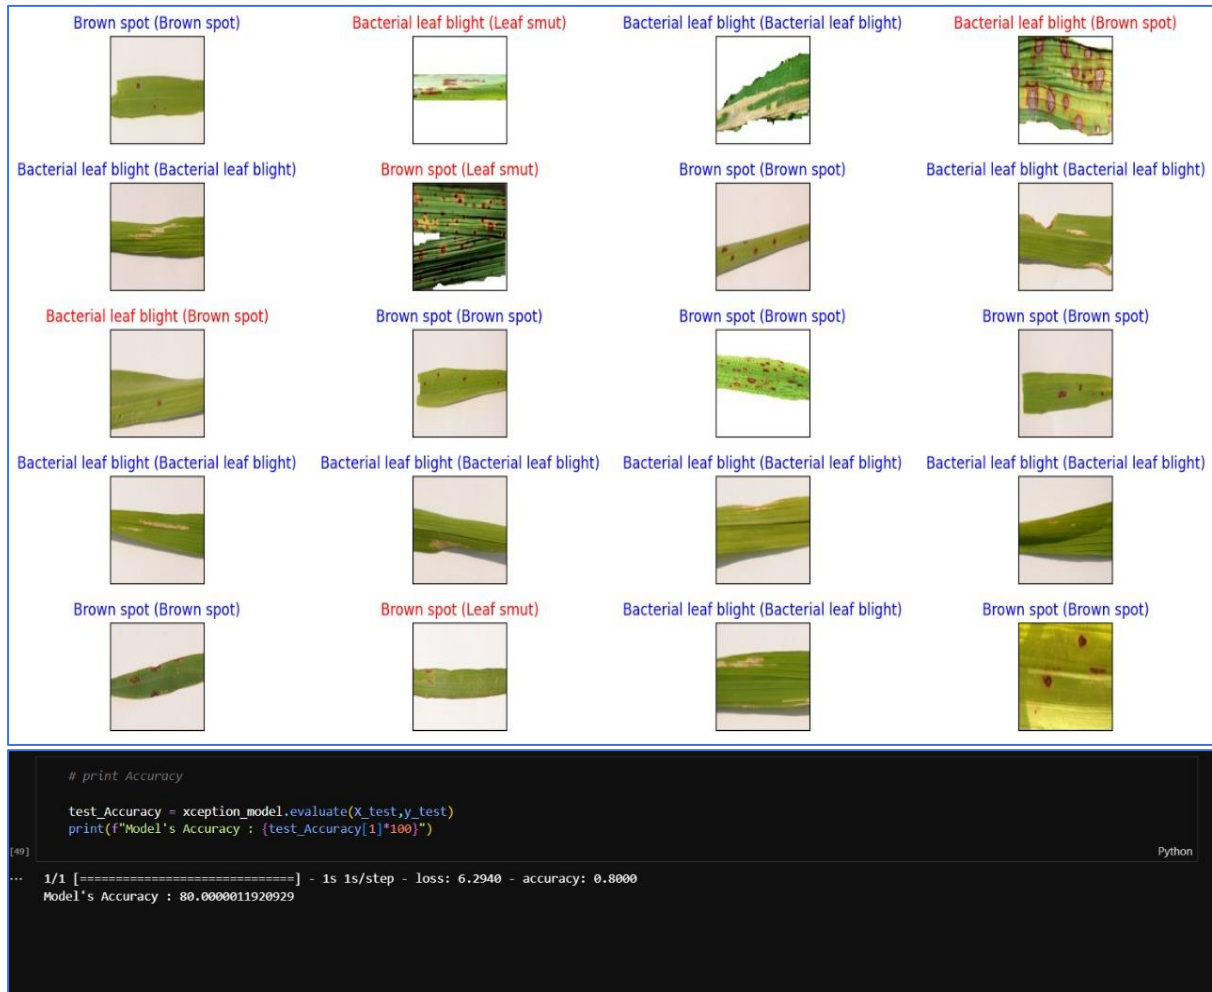 Brown spot (Brown spot) Bacterial leaf blight (Leaf smut) Bacterial leaf blight (Bacterial leaf blight) Bacterial leaf blight (Brown spot)
Bacterial leaf blight (Bacterial leaf blight) Brown spot (Leaf smut) Brown spot (Brown spot) Bacterial leaf blight (Bacterial leaf blight)
Bacterial leaf blight (Brown spot) Brown spot (Brown spot) Brown spot (Brown spot) Brown spot (Brown spot)
Bacterial leaf blight (Bacterial leaf blight) Bacterial leaf blight (Bacterial leaf blight) Bacterial leaf blight (Bacterial leaf blight) Bacterial leaf blight (Bacterial leaf blight)
Brown spot (Brown spot) Brown spot (Leaf smut) Bacterial leaf blight (Bacterial leaf blight) Brown spot (Brown spot)
# print Accuracy
test_Accuracy = xception_model.evaluate(X_test,y_test)
print(f"Model's Accuracy : {test_Accuracy[1]*100}")
[49] Python
... 1/1 [==============================] - 1s 1s/step - loss: 6.2940 - accuracy: 0.8000
Model's Accuracy : 80.0000011920929